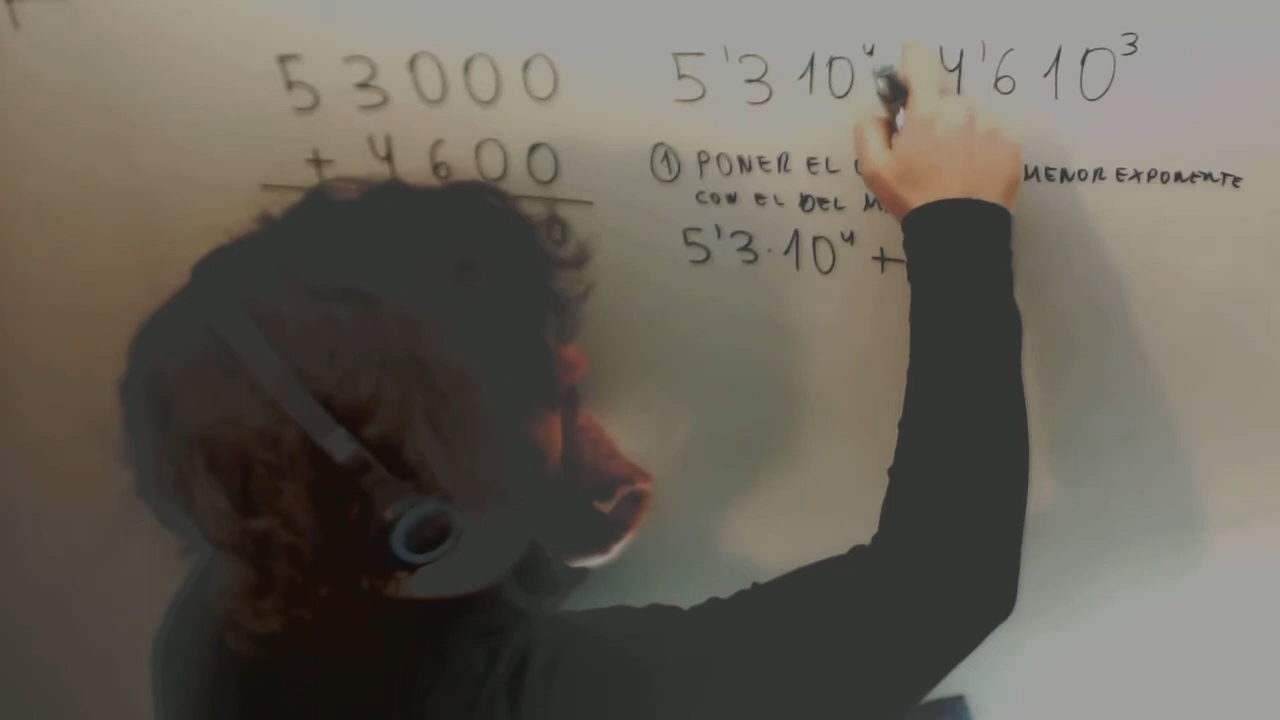 53000
+ 4600
0
5'3 10⁴ 4'6 10³
① PONER EL MENOR EXPONENTE
CON EL DEL
5'3·10⁴ +